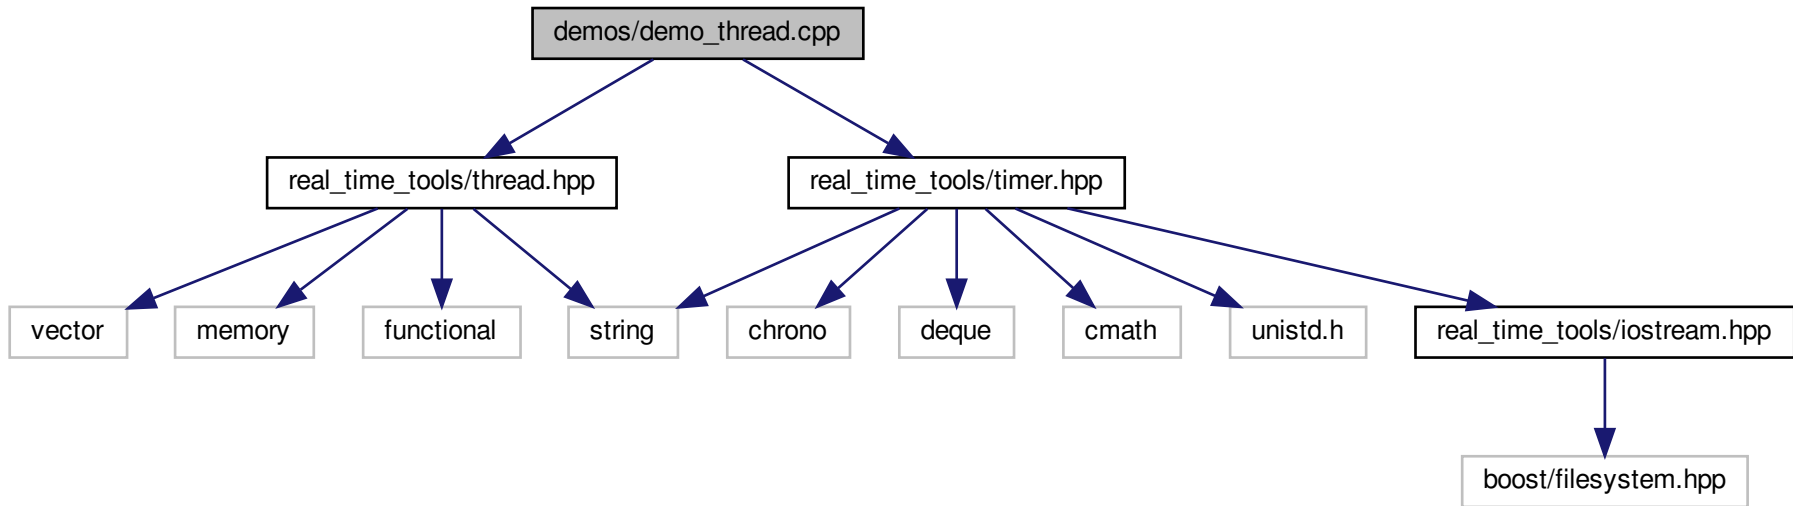 demos/demo_thread.cpp
real_time_tools/thread.hpp
real_time_tools/timer.hpp
vector
memory
functional
string
chrono
deque
cmath
unistd.h
real_time_tools/iostream.hpp
boost/filesystem.hpp